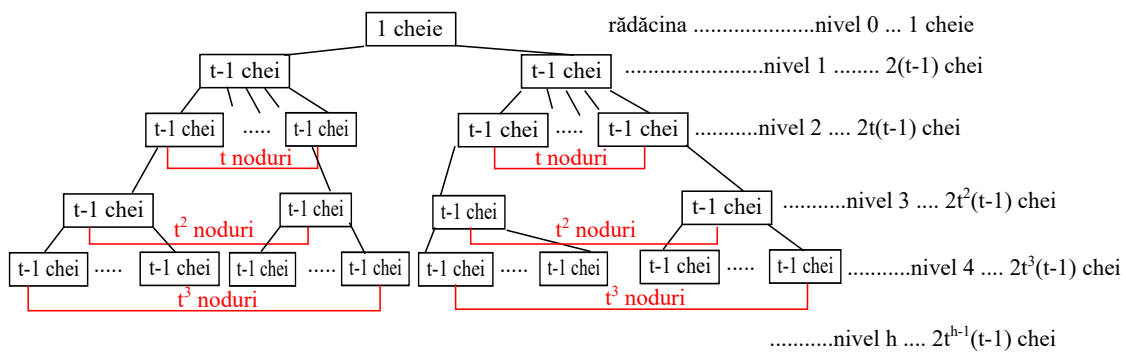 1 cheie rădăcina .......................nivel 0 ... 1 cheie
t-1 chei t-1 chei .......................nivel 1 ........ 2(t-1) chei
t-1 chei ..... t-1 chei t-1 chei ..... t-1 chei ...........nivel 2 .... 2t(t-1) chei
t noduri t noduri
t-1 chei t-1 chei t-1 chei t-1 chei ...........nivel 3 .... 2t²(t-1) chei
t² noduri t² noduri
t-1 chei ..... t-1 chei t-1 chei ..... t-1 chei t-1 chei ..... t-1 chei t-1 chei ..... t-1 chei ..........nivel 4 .... 2t³(t-1) chei
t³ noduri t³ noduri
...........nivel h .... 2tʰ⁻¹(t-1) chei